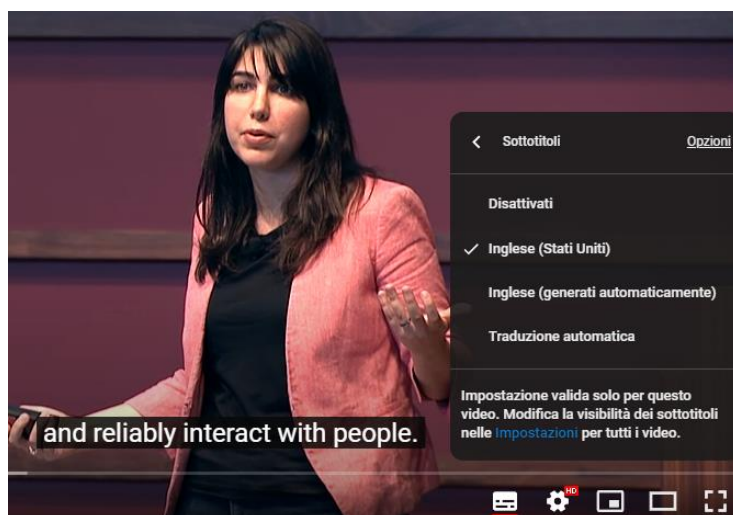 Sottotitoli
Opzioni
Disattivati
Inglese (Stati Uniti)
Inglese (generati automaticamente)
Traduzione automatica
Impostazione valida solo per questo
video. Modifica la visibilità dei sottotitoli
nelle Impostazioni per tutti i video.
and reliably interact with people.
HD